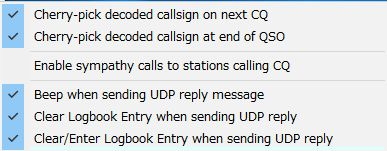 Cherry-pick decoded callsign on next CQ
Cherry-pick decoded callsign at end of QSO
Enable sympathy calls to stations calling CQ
Beep when sending UDP reply message
Clear Logbook Entry when sending UDP reply
Clear/Enter Logbook Entry when sending UDP reply